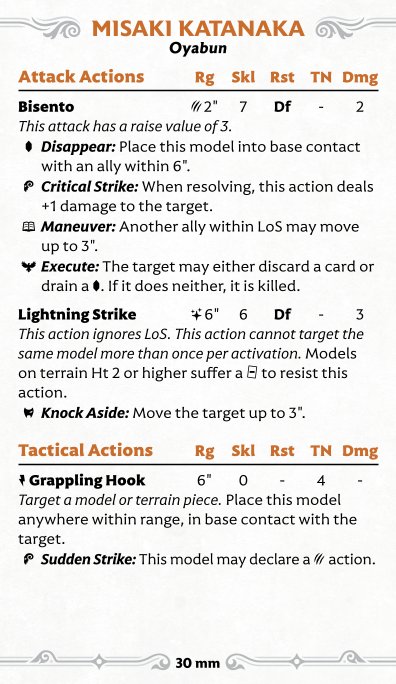 MISAKI KATANAKA
Oyabun
Attack Actions Rg Skl Rst TN Dmg
Bisento 2" 7 Df - 2
This attack has a raise value of 3.
Disappear: Place this model into base contact
with an ally within 6".
Critical Strike: When resolving, this action deals
+1 damage to the target.
Maneuver: Another ally within LoS may move
up to 3".
Execute: The target may either discard a card or
drain a . If it does neither, it is killed.
Lightning Strike 6" 6 Df - 3
This action ignores LoS. This action cannot target the
same model more than once per activation. Models
on terrain Ht 2 or higher suffer a to resist this
action.
Knock Aside: Move the target up to 3".
Tactical Actions Rg Skl Rst TN Dmg
Grappling Hook 6" 0 - 4 -
Target a model or terrain piece. Place this model
anywhere within range, in base contact with the
target.
Sudden Strike: This model may declare a action.
30 mm